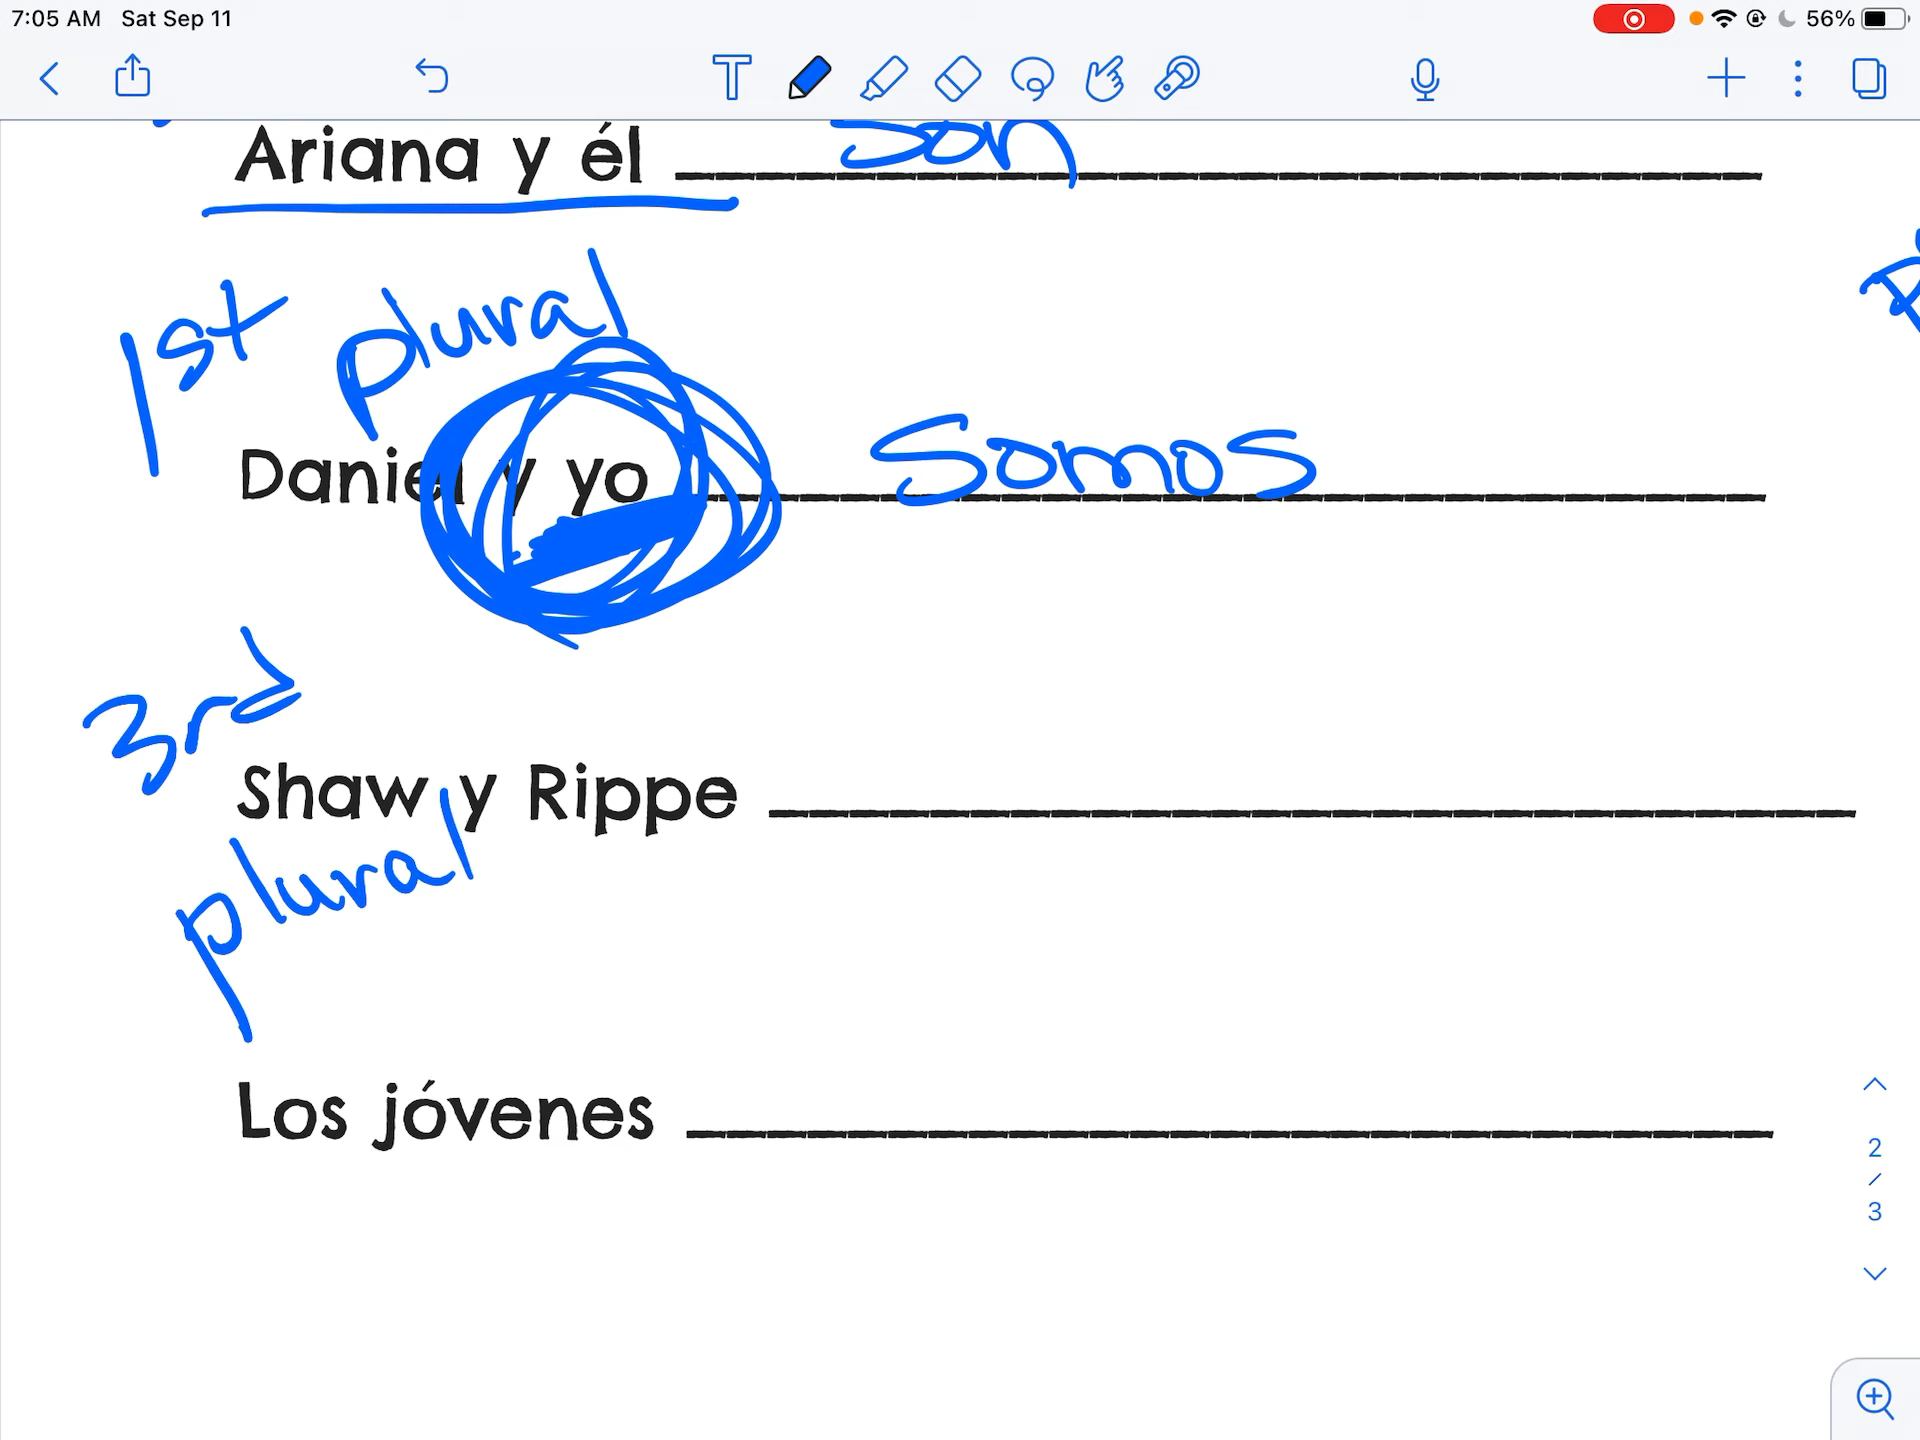 7:05 AM Sat Sep 11
56%
T
Ariana y él son
1st plural
Daniel y yo Somos
3rd
Shaw y Rippe
plural
Los jóvenes
2
/
3